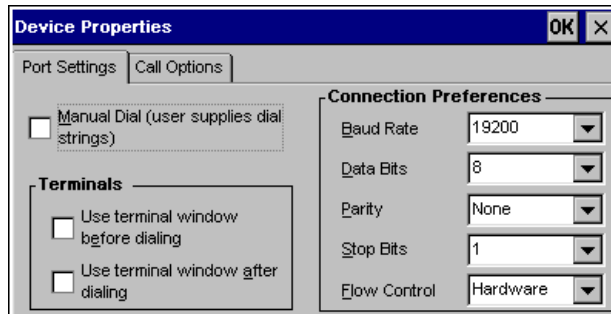 Device Properties OK ×
Port Settings Call Options
Manual Dial (user supplies dial
strings)
Terminals
Use terminal window
before dialing
Use terminal window after
dialing
Connection Preferences
Baud Rate 19200
Data Bits 8
Parity None
Stop Bits 1
Flow Control Hardware